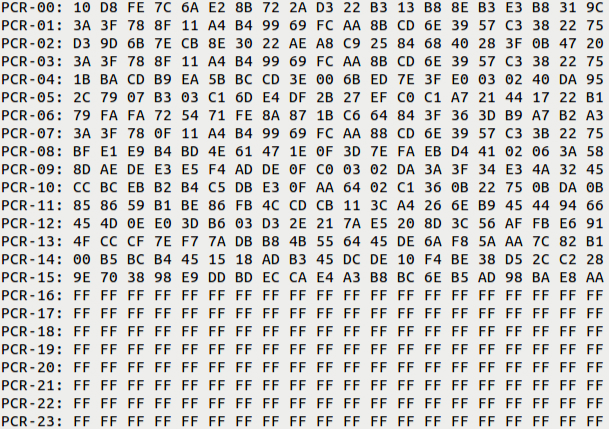 PCR-00: 10 D8 FE 7C 6A E2 8B 72 2A D3 22 B3 13 B8 8E B3 E3 B8 31 9C
PCR-01: 3A 3F 78 8F 11 A4 B4 99 69 FC AA 8B CD 6E 39 57 C3 38 22 75
PCR-02: D3 9D 6B 7E CB 8E 30 22 AE A8 C9 25 84 68 40 28 3F 0B 47 20
PCR-03: 3A 3F 78 8F 11 A4 B4 99 69 FC AA 8B CD 6E 39 57 C3 38 22 75
PCR-04: 1B BA CD B9 EA 5B BC CD 3E 00 6B ED 7E 3F E0 03 02 40 DA 95
PCR-05: 2C 79 07 B3 03 C1 6D E4 DF 2B 27 EF C0 C1 A7 21 44 17 22 B1
PCR-06: 79 FA FA 72 54 71 FE 8A 87 1B C6 64 84 3F 36 3D B9 A7 B2 A3
PCR-07: 3A 3F 78 0F 11 A4 B4 99 69 FC AA 88 CD 6E 39 57 C3 3B 22 75
PCR-08: BF E1 E9 B4 BD 4E 61 47 1E 0F 3D 7E FA EB D4 41 02 06 3A 58
PCR-09: 8D AE DE E3 E5 F4 AD DE 0F C0 03 02 DA 3A 3F 34 E3 4A 32 45
PCR-10: CC BC EB B2 B4 C5 DB E3 0F AA 64 02 C1 36 0B 22 75 0B DA 0B
PCR-11: 85 86 59 B1 BE 86 FB 4C CD CB 11 3C A4 26 6E B9 45 44 94 66
PCR-12: 45 4D 0E E0 3D B6 03 D3 2E 21 7A E5 20 8D 3C 56 AF FB E6 91
PCR-13: 4F CC CF 7E F7 7A DB B8 4B 55 64 45 DE 6A F8 5A AA 7C 82 B1
PCR-14: 00 B5 BC B4 45 15 18 AD B3 45 DC DE 10 F4 BE 38 D5 2C C2 28
PCR-15: 9E 70 38 98 E9 DD BD EC CA E4 A3 B8 BC 6E B5 AD 98 BA E8 AA
PCR-16: FF FF FF FF FF FF FF FF FF FF FF FF FF FF FF FF FF FF FF FF
PCR-17: FF FF FF FF FF FF FF FF FF FF FF FF FF FF FF FF FF FF FF FF
PCR-18: FF FF FF FF FF FF FF FF FF FF FF FF FF FF FF FF FF FF FF FF
PCR-19: FF FF FF FF FF FF FF FF FF FF FF FF FF FF FF FF FF FF FF FF
PCR-20: FF FF FF FF FF FF FF FF FF FF FF FF FF FF FF FF FF FF FF FF
PCR-21: FF FF FF FF FF FF FF FF FF FF FF FF FF FF FF FF FF FF FF FF
PCR-22: FF FF FF FF FF FF FF FF FF FF FF FF FF FF FF FF FF FF FF FF
PCR-23: FF FF FF FF FF FF FF FF FF FF FF FF FF FF FF FF FF FF FF FF